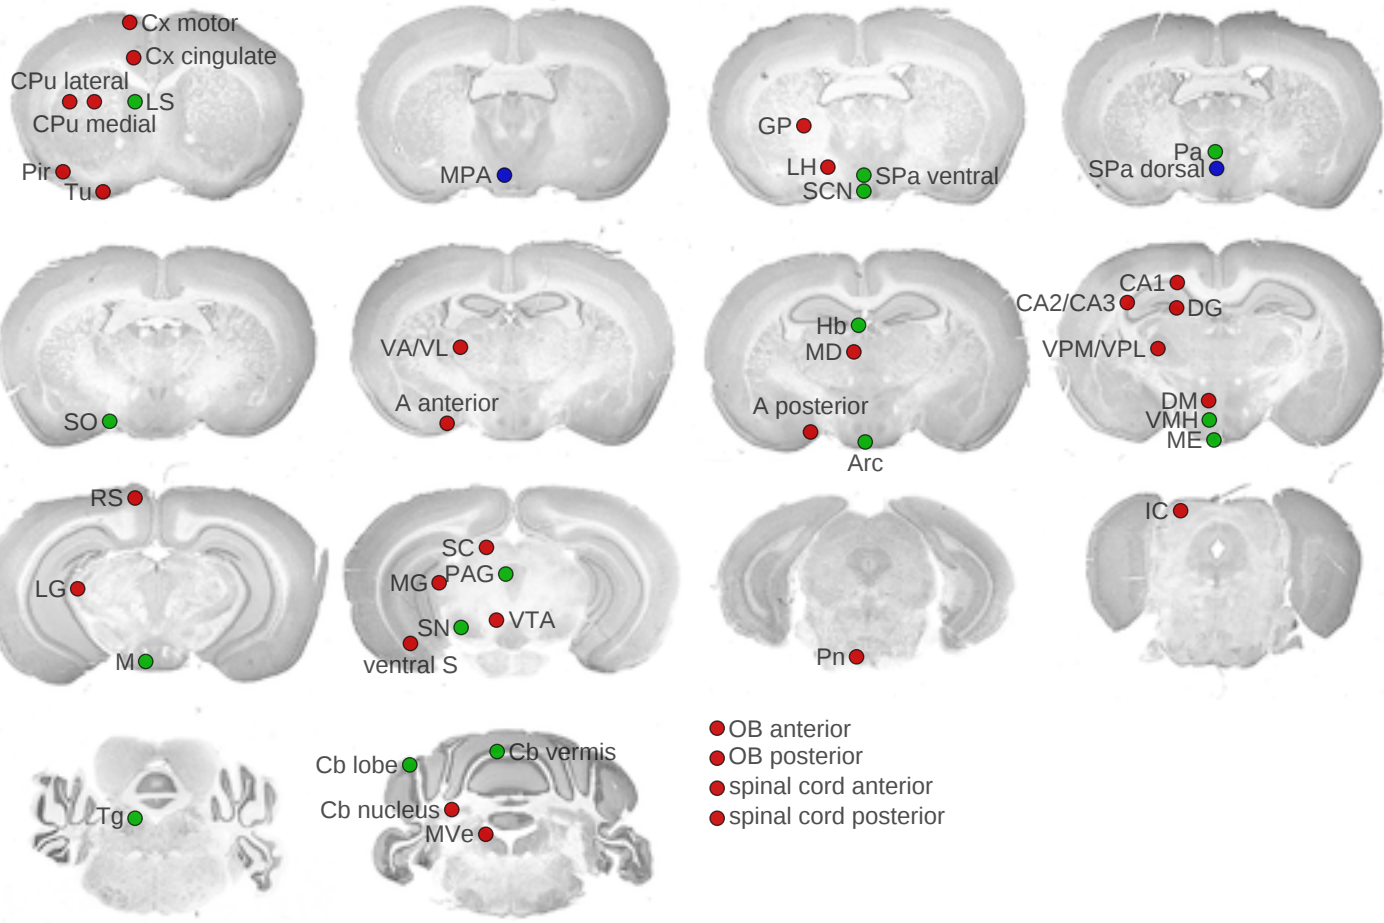 Cx motor
Cx cingulate
CPu lateral
LS
CPu medial
Pir
Tu
MPA
GP
LH
SPa ventral
SCN
Pa
SPa dorsal
SO
VA/VL
A anterior
Hb
MD
A posterior
Arc
CA1
CA2/CA3
DG
VPM/VPL
DM
VMH
ME
RS
LG
M
SC
MG
PAG
SN
VTA
ventral S
Pn
IC
Tg
Cb lobe
Cb vermis
Cb nucleus
MVe
OB anterior
OB posterior
spinal cord anterior
spinal cord posterior